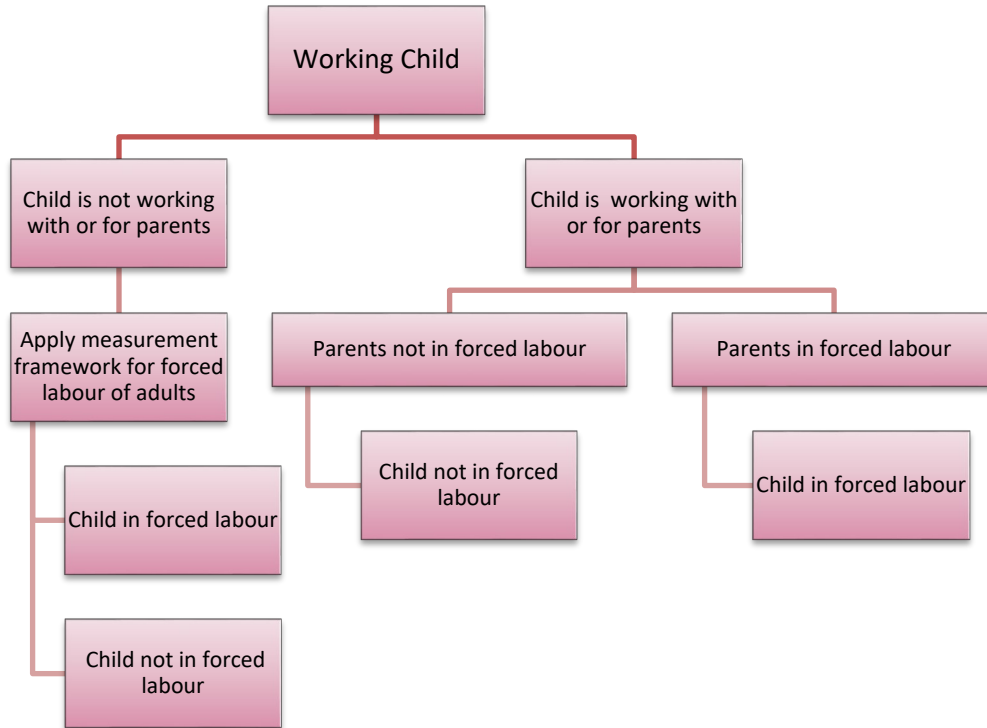 Working Child
Child is not working
with or for parents
Child is  working with
or for parents
Apply measurement
framework for forced
labour of adults
Parents not in forced labour
Parents in forced labour
Child in forced labour
Child not in forced
labour
Child not in forced
labour
Child in forced labour